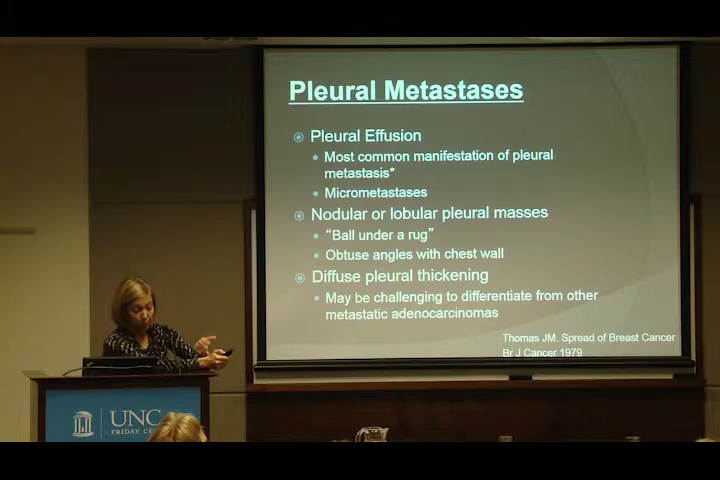 Pleural Metastases
Pleural Effusion
Most common manifestation of pleural
metastasis*
Micrometastases
Nodular or lobular pleural masses
“Ball under a rug”
Obtuse angles with chest wall
Diffuse pleural thickening
May be challenging to differentiate from other
metastatic adenocarcinomas
Thomas JM. Spread of Breast Cancer
Br J Cancer 1979
UNC
FRIDAY